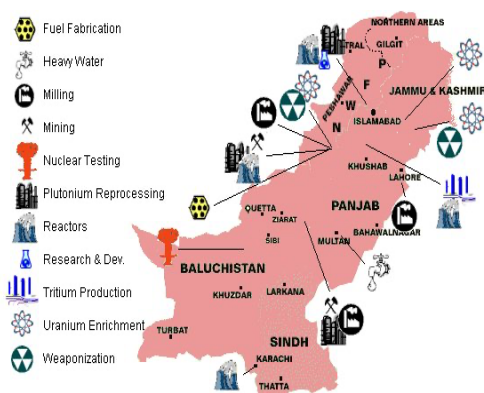 Fuel Fabrication
Heavy Water
Milling
Mining
Nuclear Testing
Plutonium Reprocessing
Reactors
Research & Dev.
Tritium Production
Uranium Enrichment
Weaponization
NORTHERN AREAS
TRAL
GILGIT
P
F
W
N
JAMMU & KASHMIR
PESHAWAR
ISLAMABAD
KHUSHAB
LAHORE
PANJAB
QUETTA
ZIARAT
SIBI
MULTAN
BAHAWALNAGAR
BALUCHISTAN
KHUZDAR
LARKANA
TURBAT
SINDH
KARACHI
THATTA